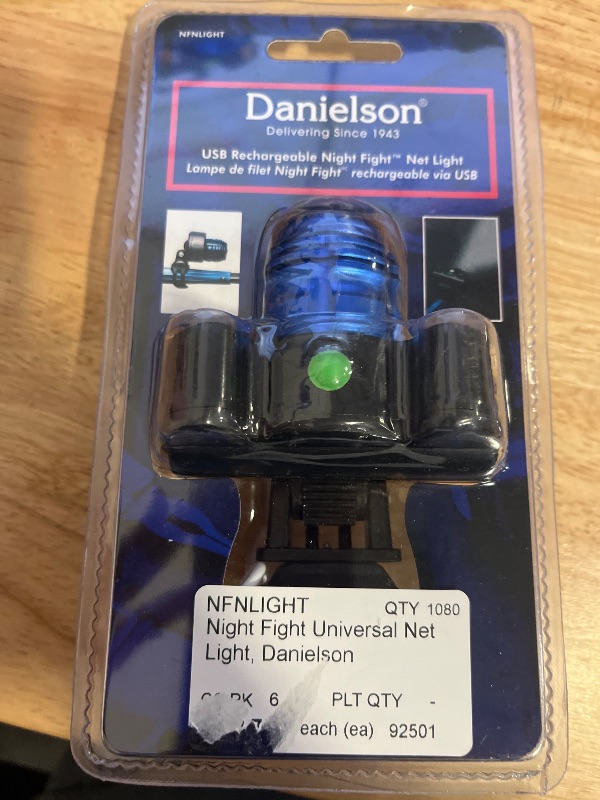 NFNLIGHT
Danielson®
Delivering Since 1943
USB Rechargeable Night Fight™ Net Light
Lampe de filet Night Fight™ rechargeable via USB
NFNLIGHT QTY 1080
Night Fight Universal Net
Light, Danielson
PK 6 PLT QTY -
each (ea) 92501